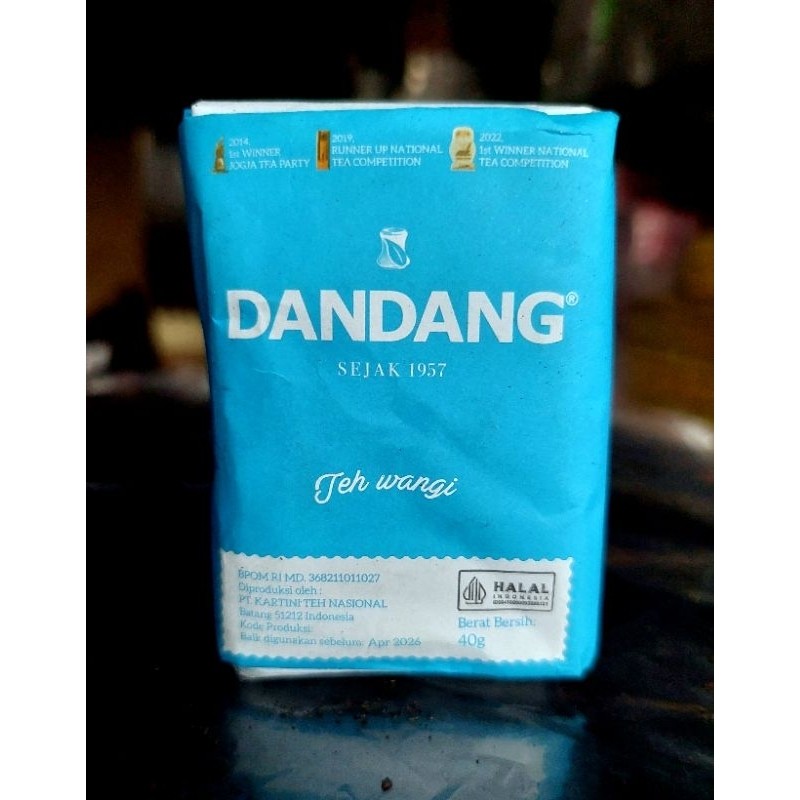 2014,
1st WINNER
JOGJA TEA PARTY
2019,
RUNNER UP NATIONAL
TEA COMPETITION
2022,
1st WINNER NATIONAL
TEA COMPETITION
DANDANG®
SEJAK 1957
Teh wangi
BPOM RI MD. 368211011027
Diproduksi oleh :
PT. KARTINI TEH NASIONAL
Batang 51212 Indonesia
Kode Produksi:
Baik digunakan sebelum: Apr 2026
HALAL
INDONESIA
Berat Bersih:
40g